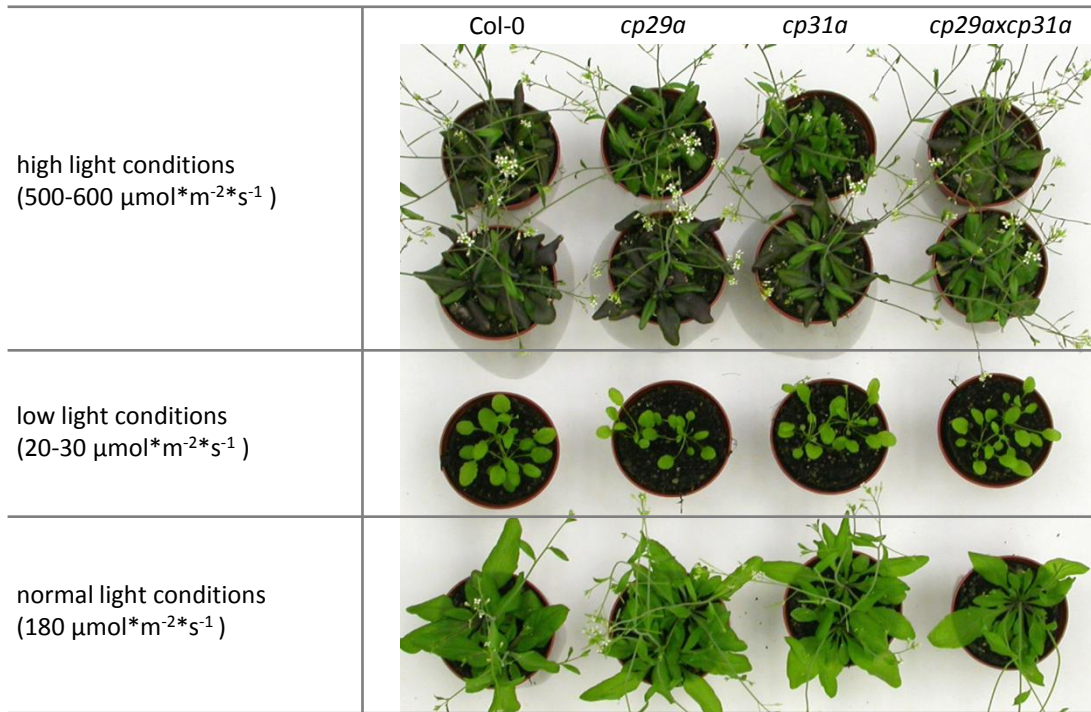 Col-0 cp29a cp31a cp29axcp31a
high light conditions
(500-600 µmol*m-2*s-1 )
low light conditions
(20-30 µmol*m-2*s-1 )
normal light conditions
(180 µmol*m-2*s-1 )